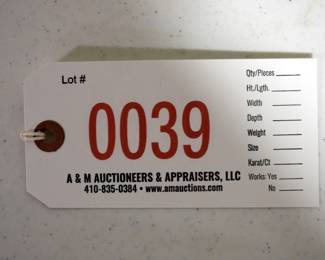 Lot #
0039
A & M AUCTIONEERS & APPRAISERS, LLC
410-835-0384 • www.amauctions.com
Qty/Pieces
Ht./Lgth.
Width
Depth
Weight
Size
Karat/Ct
Works: Yes
No